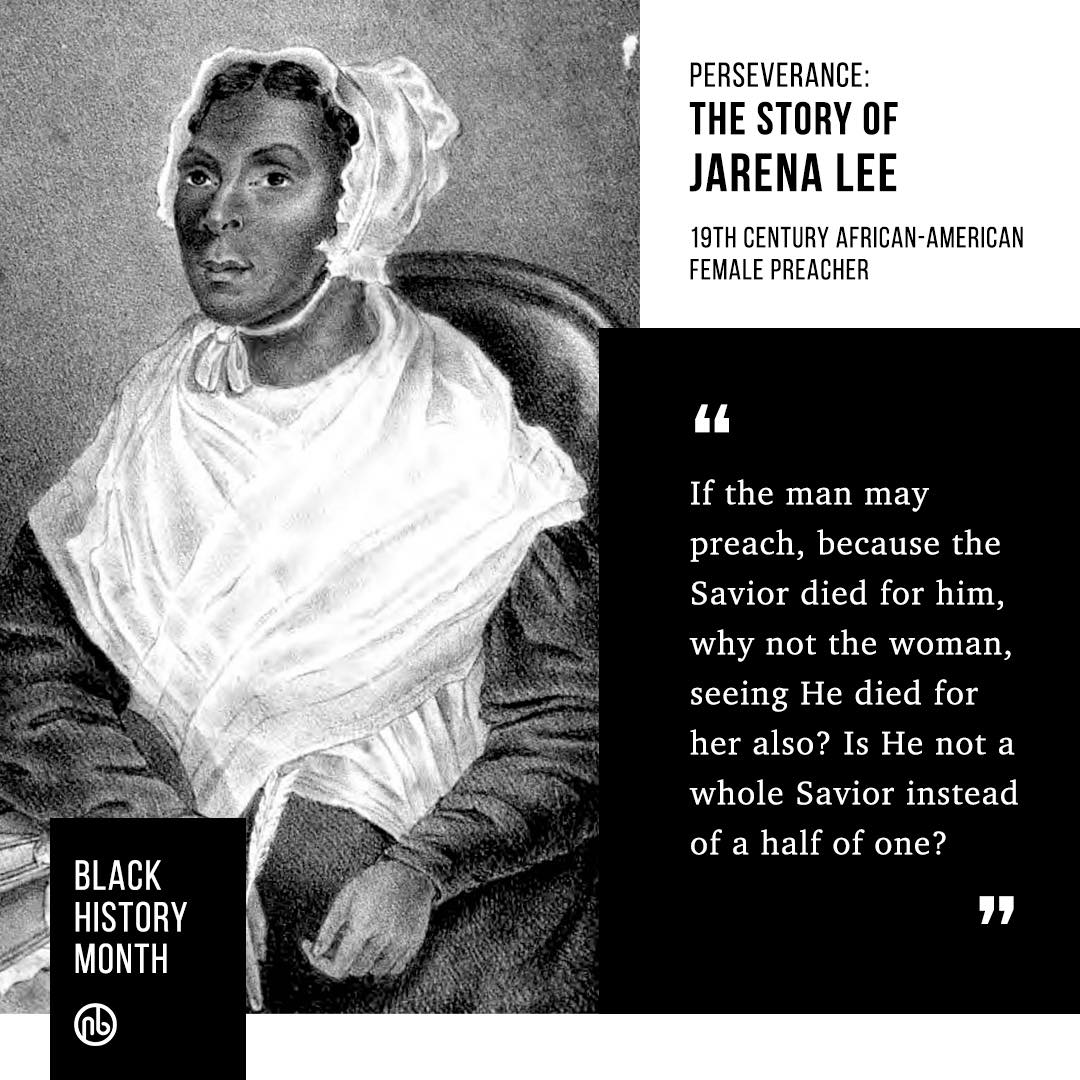 PERSEVERANCE:
THE STORY OF
JARENA LEE
19TH CENTURY AFRICAN-AMERICAN
FEMALE PREACHER
“
If the man may
preach, because the
Savior died for him,
why not the woman,
seeing He died for
her also? Is He not a
whole Savior instead
of a half of one?
”
BLACK
HISTORY
MONTH
nb